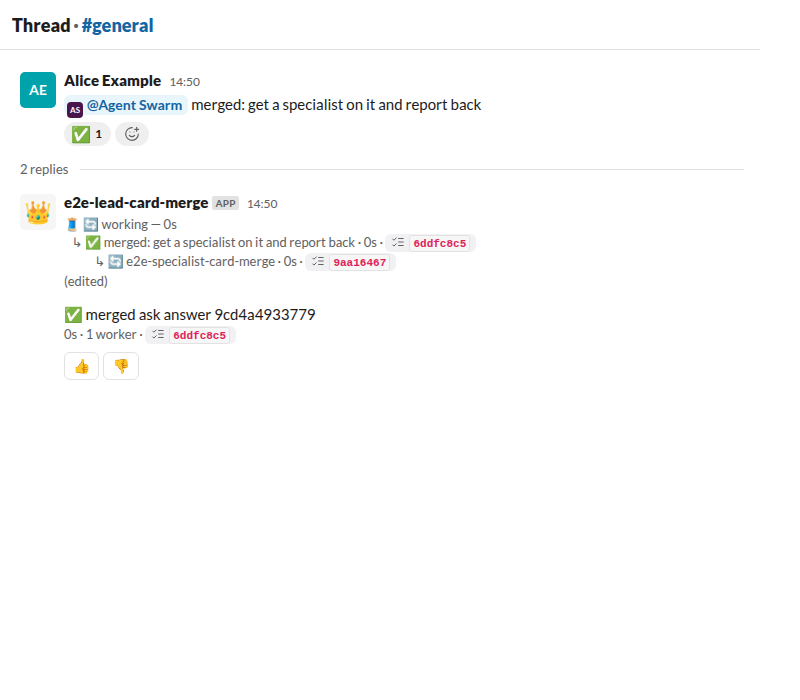 Thread • #general
AE
Alice Example 14:50
AS @Agent Swarm merged: get a specialist on it and report back
✅ 1
2 replies
e2e-lead-card-merge APP 14:50
🧵 🔄 working — 0s
↳ ✅ merged: get a specialist on it and report back · 0s · 6ddfc8c5
↳ 🔄 e2e-specialist-card-merge · 0s · 9aa16467
(edited)
✅ merged ask answer 9cd4a4933779
0s · 1 worker · 6ddfc8c5
👍 👎